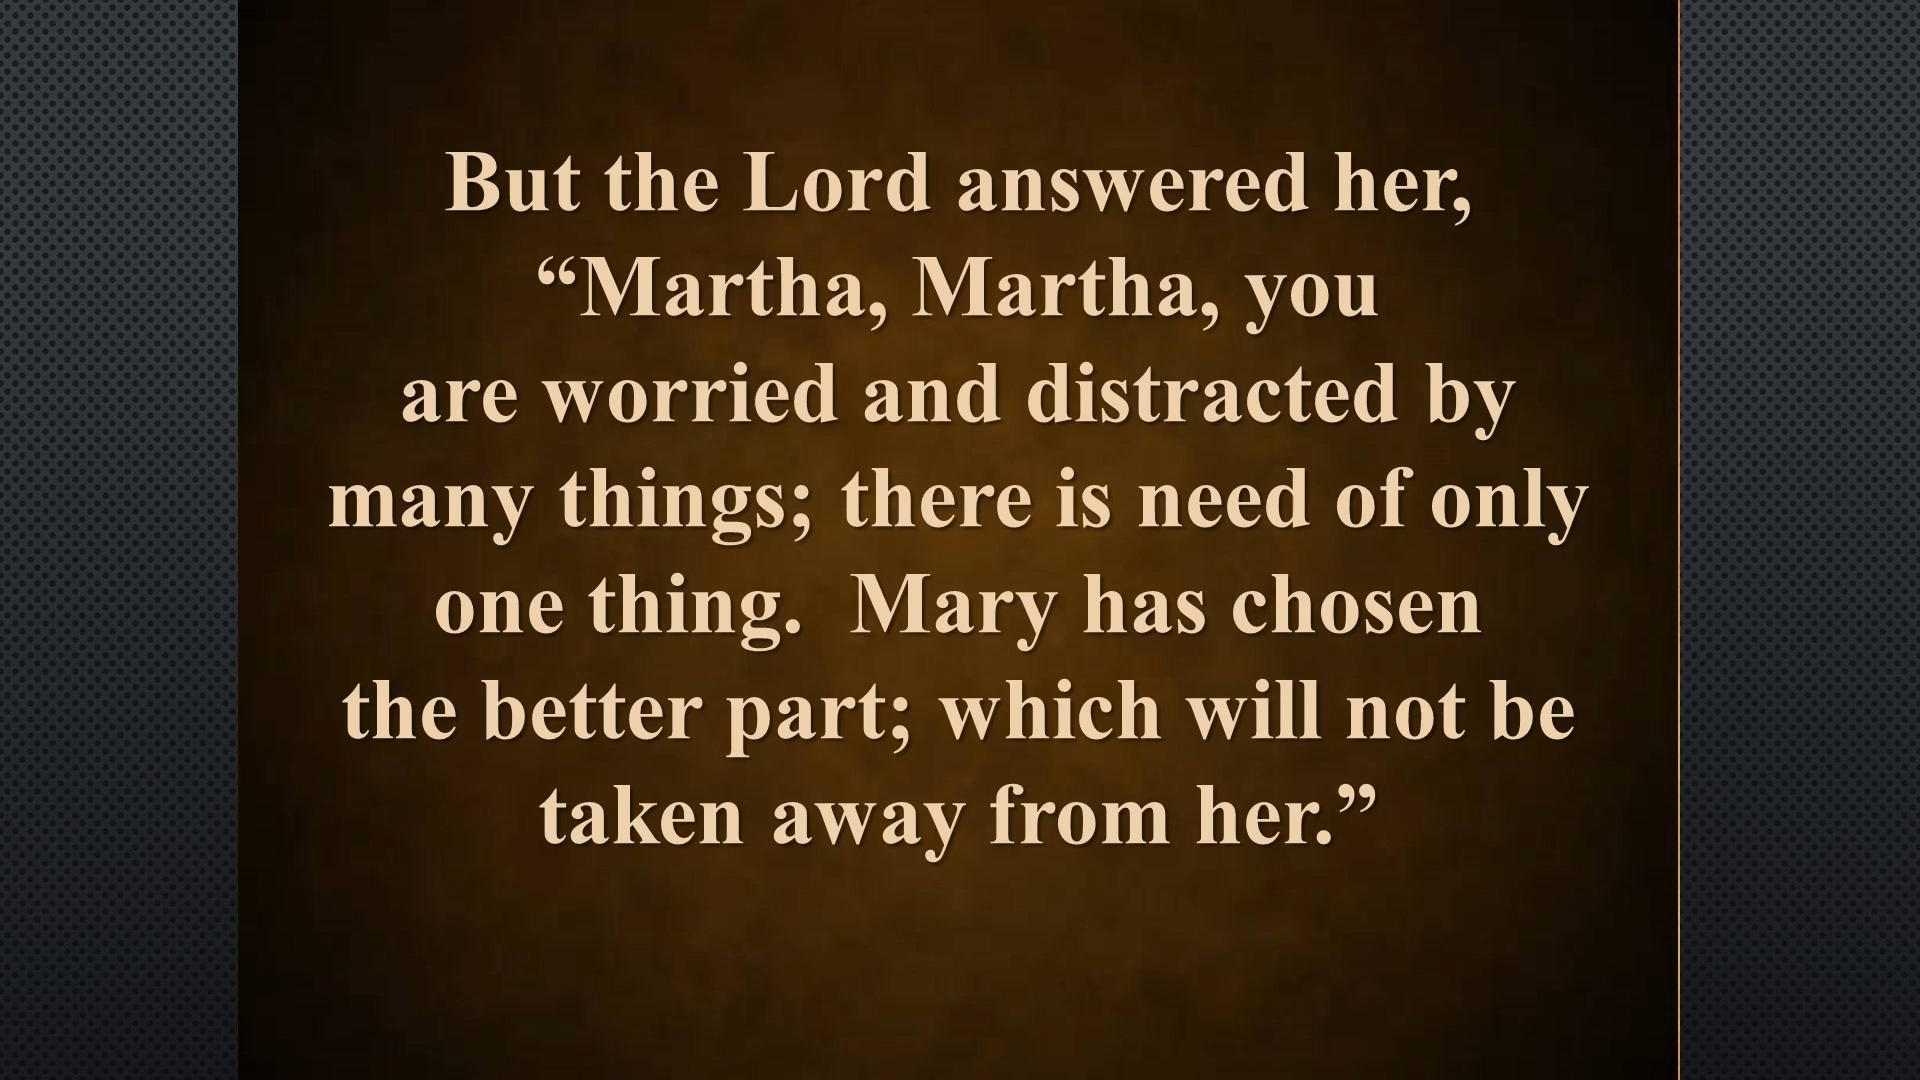 But the Lord answered her,
“Martha, Martha, you
are worried and distracted by
many things; there is need of only
one thing.  Mary has chosen
the better part; which will not be
taken away from her.”